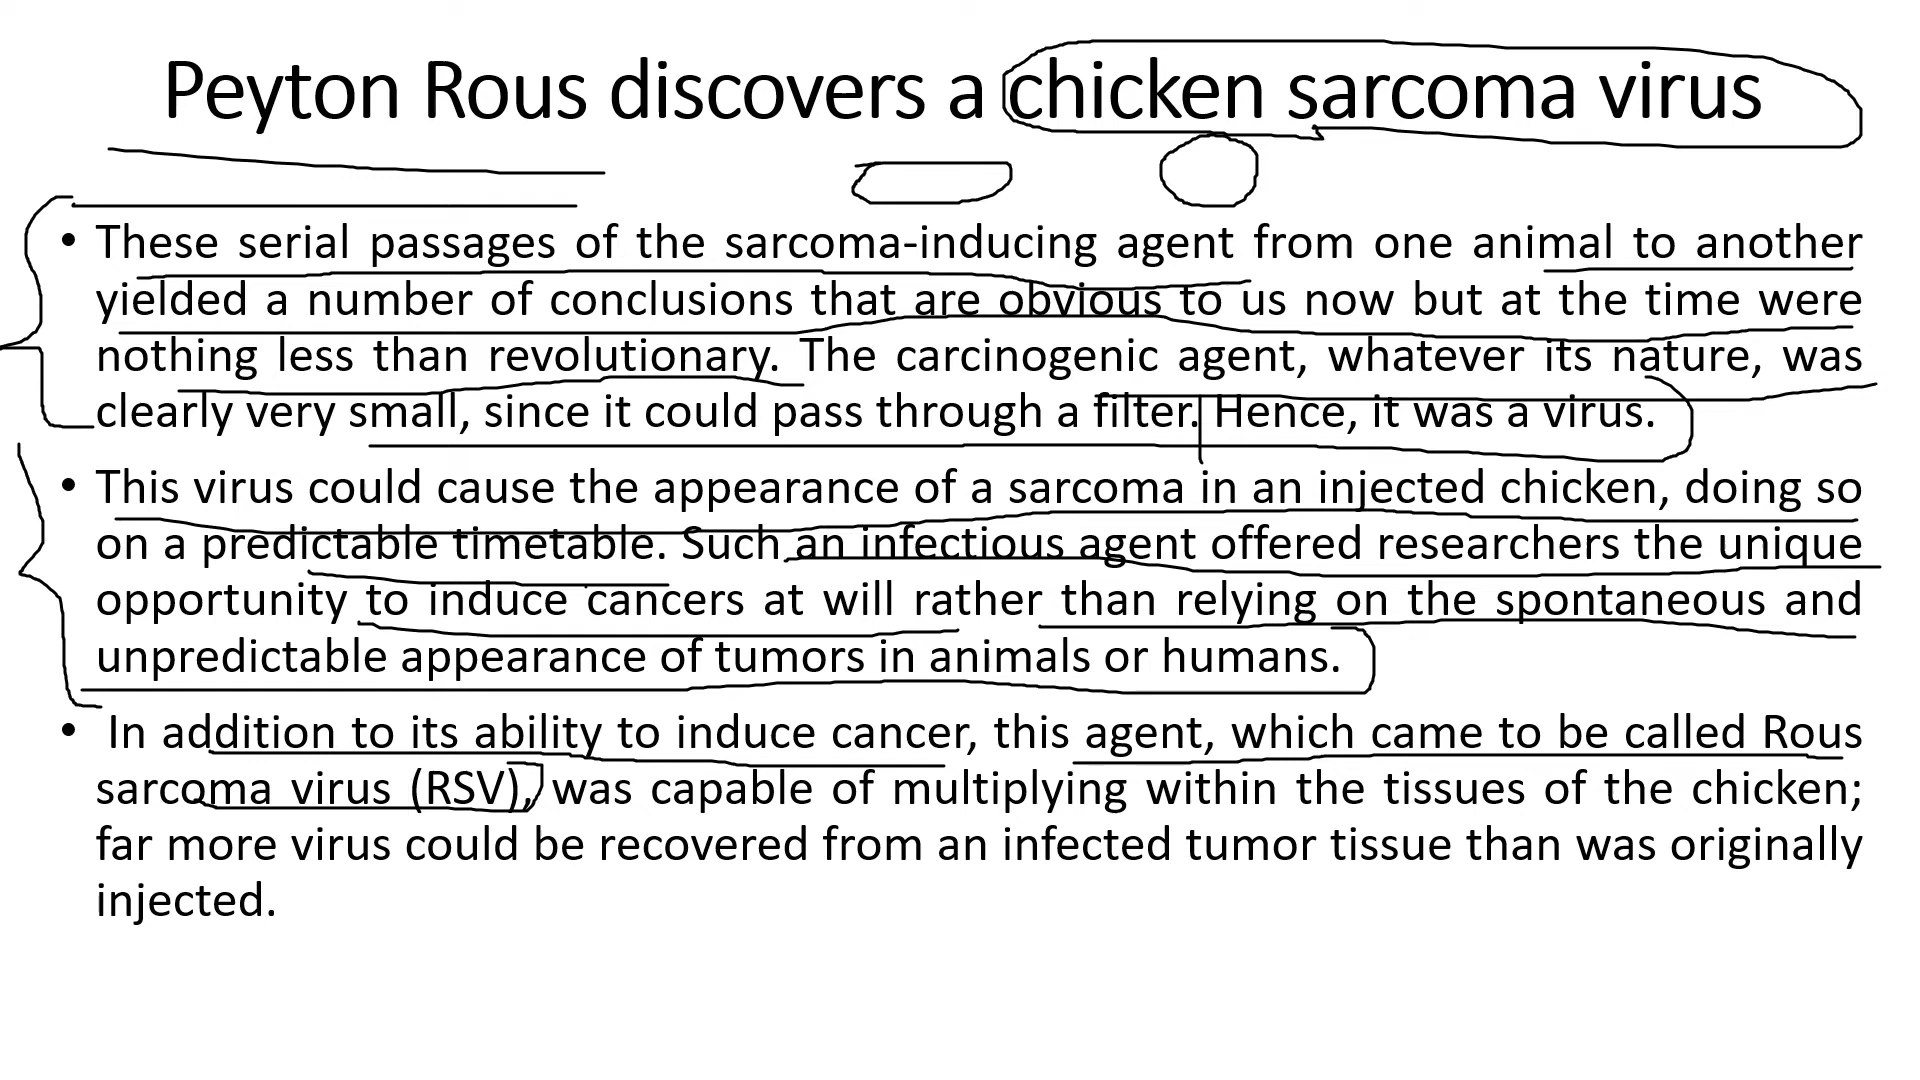 Peyton Rous discovers a chicken sarcoma virus
• These serial passages of the sarcoma-inducing agent from one animal to another
yielded a number of conclusions that are obvious to us now but at the time were
nothing less than revolutionary. The carcinogenic agent, whatever its nature, was
clearly very small, since it could pass through a filter. Hence, it was a virus.
• This virus could cause the appearance of a sarcoma in an injected chicken, doing so
on a predictable timetable. Such an infectious agent offered researchers the unique
opportunity to induce cancers at will rather than relying on the spontaneous and
unpredictable appearance of tumors in animals or humans.
• In addition to its ability to induce cancer, this agent, which came to be called Rous
sarcoma virus (RSV), was capable of multiplying within the tissues of the chicken;
far more virus could be recovered from an infected tumor tissue than was originally
injected.